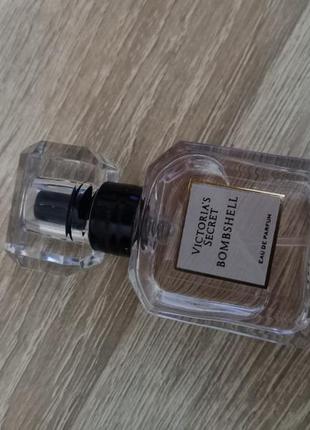 VICTORIA'S
SECRET
BOMBSHELL
EAU DE PARFUM